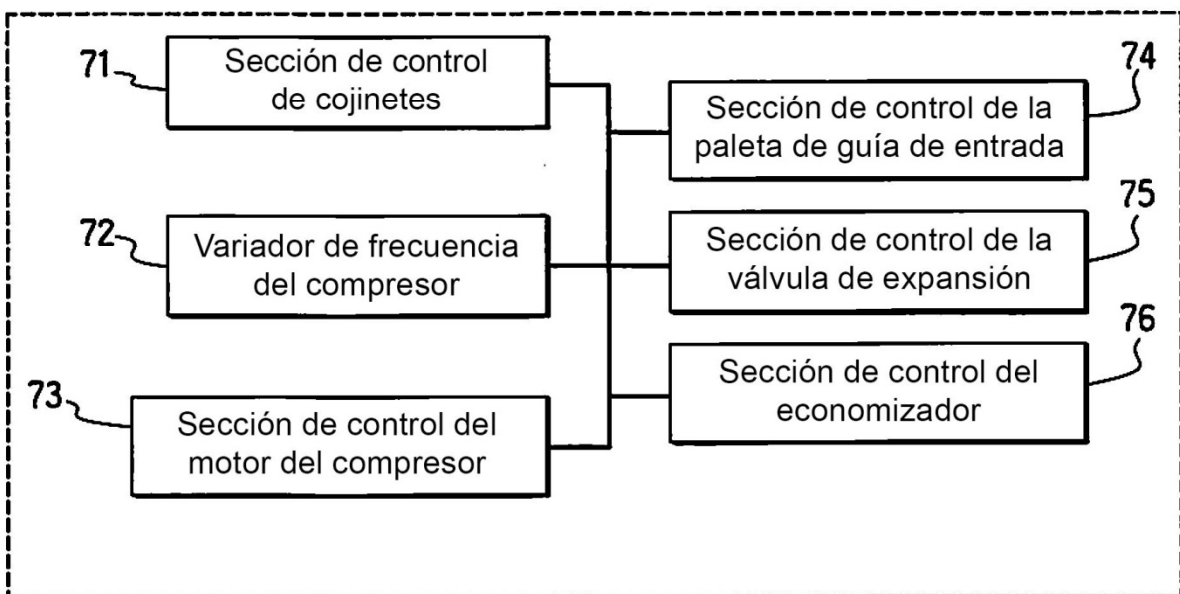 71
Sección de control
de cojinetes
72
Variador de frecuencia
del compresor
73
Sección de control del
motor del compresor
74
Sección de control de la
paleta de guía de entrada
75
Sección de control de la
válvula de expansión
76
Sección de control del
economizador